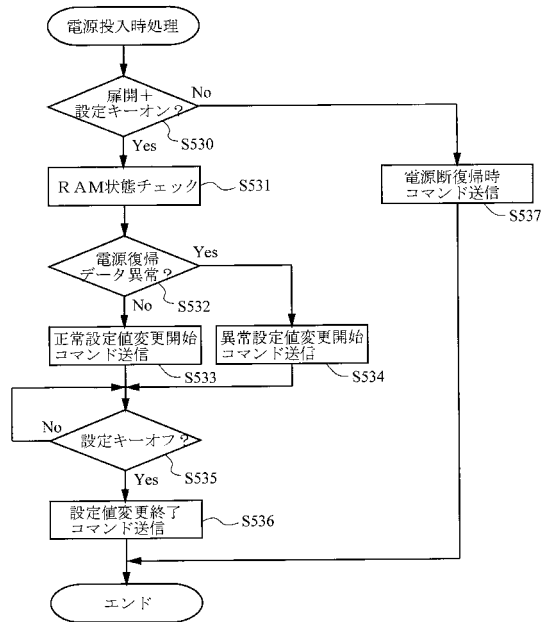 電源投入時処理
扉開＋
設定キーオン？
No
S530
Yes
RAM状態チェック
S531
電源断復帰時
コマンド送信
S537
電源復帰
データ異常？
Yes
S532
No
正常設定値変更開始
コマンド送信
S533
異常設定値変更開始
コマンド送信
S534
No
設定キーオフ？
S535
Yes
設定値変更終了
コマンド送信
S536
エンド